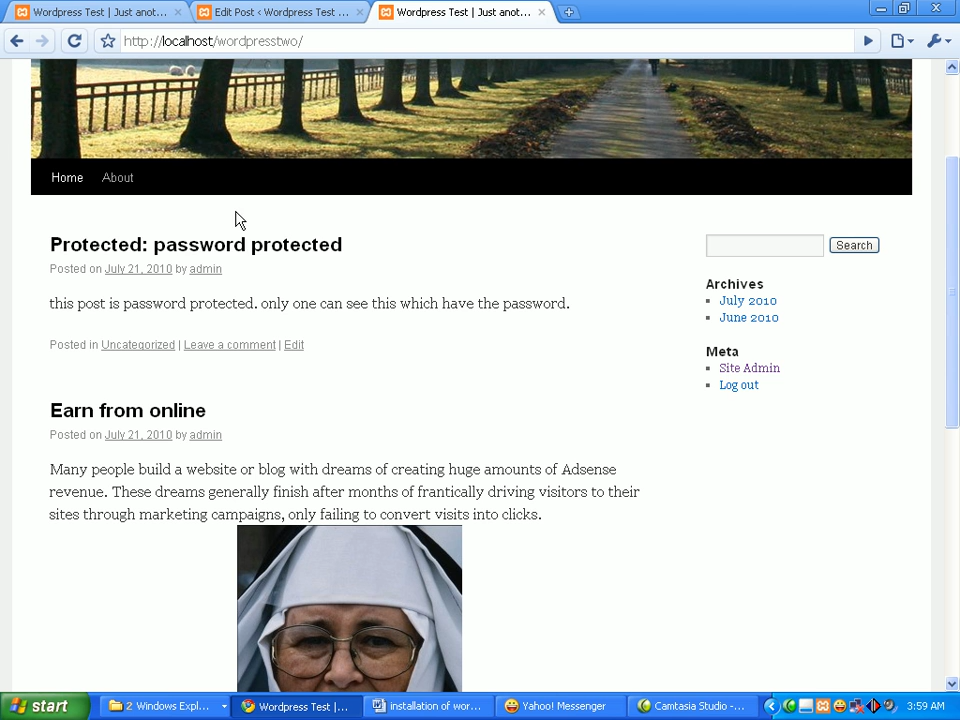 Wordpress Test | Just anot...
Edit Post ‹ Wordpress Test ...
Wordpress Test | Just anot...
http://localhost/wordpresstwo/
Home
About
Protected: password protected
Posted on July 21, 2010 by admin
this post is password protected. only one can see this which have the password.
Posted in Uncategorized | Leave a comment | Edit
Earn from online
Posted on July 21, 2010 by admin
Many people build a website or blog with dreams of creating huge amounts of Adsense
revenue. These dreams generally finish after months of frantically driving visitors to their
sites through marketing campaigns, only failing to convert visits into clicks.
Search
Archives
July 2010
June 2010
Meta
Site Admin
Log out
start
2 Windows Expl...
Wordpress Test |...
installation of wor...
Yahoo! Messenger
Camtasia Studio - ...
3:59 AM